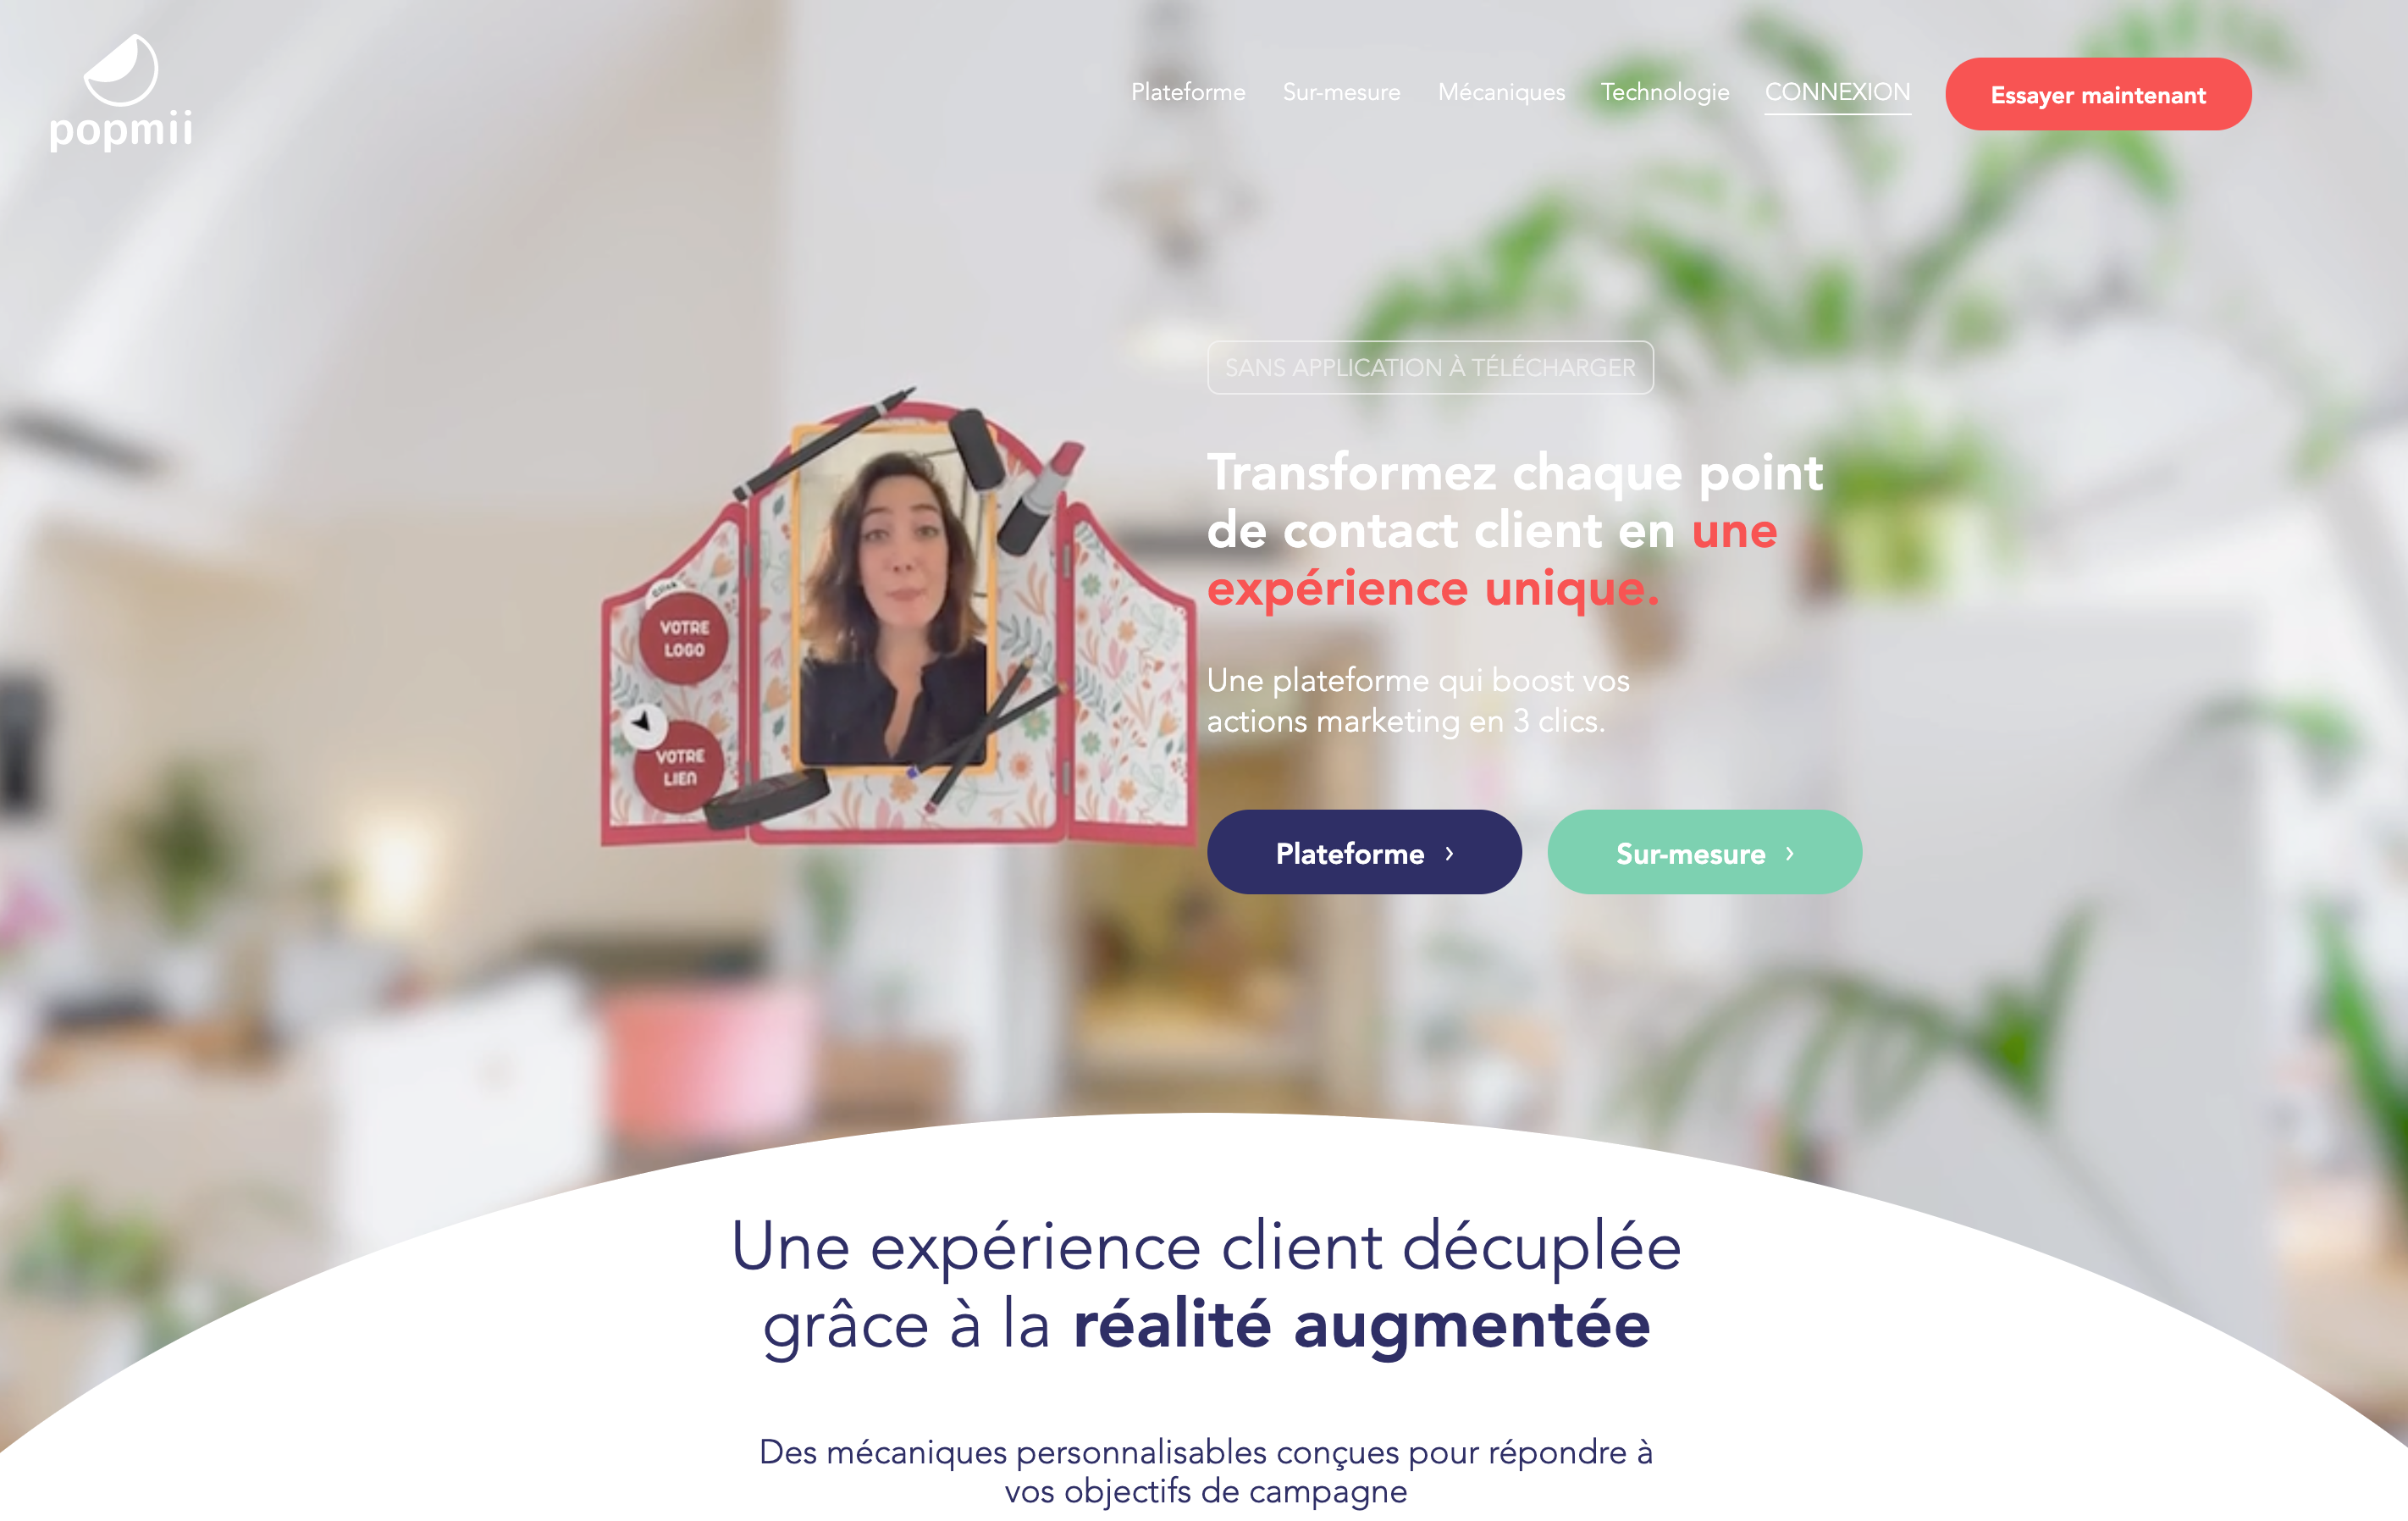 popmii
Plateforme Sur-mesure Mécaniques Technologie CONNEXION Essayer maintenant
SANS APPLICATION À TÉLÉCHARGER
Transformez chaque point
de contact client en une
expérience unique.
Une plateforme qui boost vos
actions marketing en 3 clics.
Plateforme › Sur-mesure ›
VOTRE
LOGO
VOTRE
LIEN
Une expérience client décuplée
grâce à la réalité augmentée
Des mécaniques personnalisables conçues pour répondre à
vos objectifs de campagne